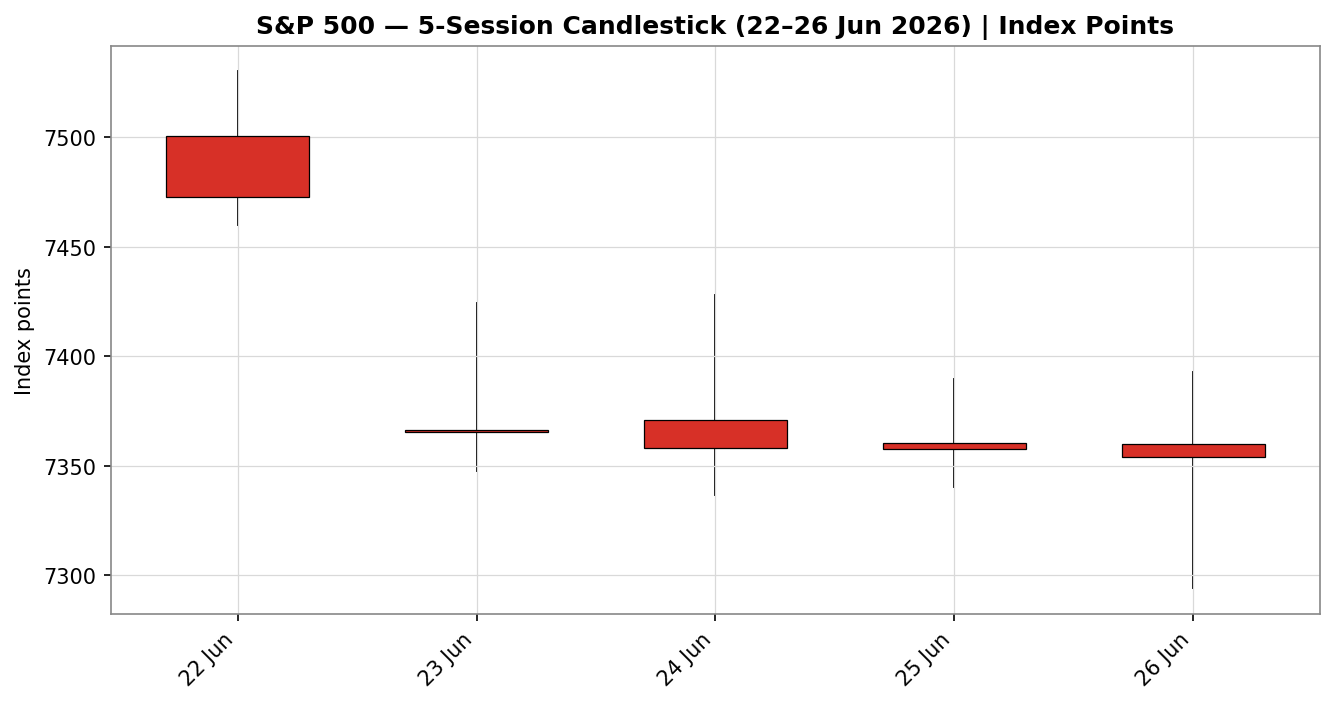 S&P 500 — 5-Session Candlestick (22–26 Jun 2026) | Index Points
Index points
7500
7450
7400
7350
7300
22 Jun
23 Jun
24 Jun
25 Jun
26 Jun